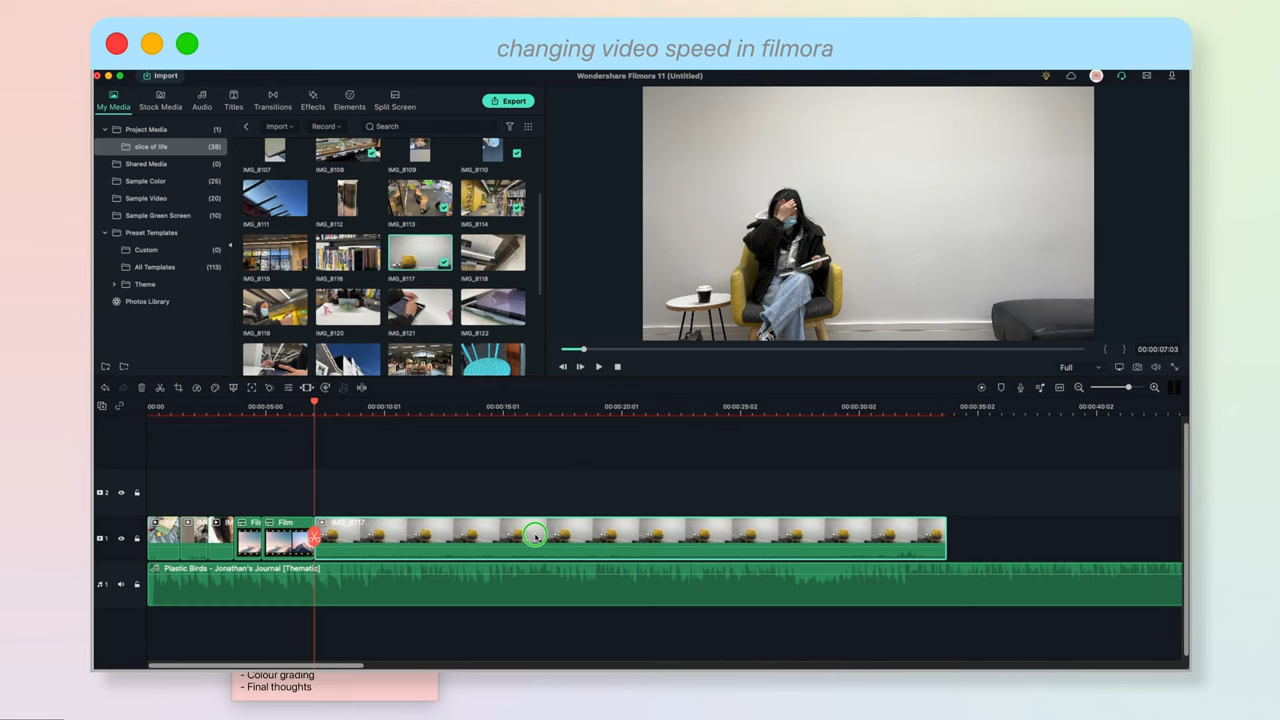 changing video speed in filmora
Import
Wondershare Filmora 11 (Untitled)
My Media
Stock Media
Audio
Titles
Transitions
Effects
Elements
Split Screen
Export
Import
Record
Search
Project Media (1)
slice of life (38)
Shared Media (0)
Sample Color (25)
Sample Video (20)
Sample Green Screen (10)
Preset Templates
Custom (0)
All Templates (113)
Theme
Photos Library
IMG_8107
IMG_8108
IMG_8109
IMG_8110
IMG_8111
IMG_8112
IMG_8113
IMG_8114
IMG_8115
IMG_8116
IMG_8117
IMG_8118
IMG_8119
IMG_8120
IMG_8121
IMG_8122
00:00:07:03
Full
00:00
00:00:05:00
00:00:10:01
00:00:15:01
00:00:20:01
00:00:25:02
00:00:30:02
00:00:35:02
00:00:40:02
2
1
Film
IMG_8117
1
Plastic Birds - Jonathan's Journal [Thematic]
- Colour grading
- Final thoughts